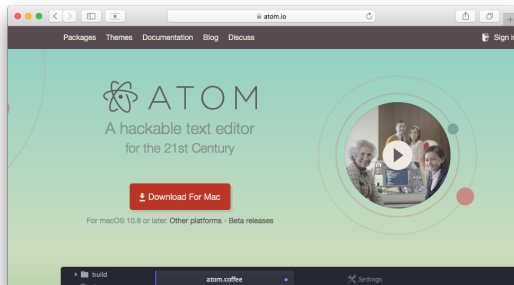 atom.io
Packages Themes Documentation Blog Discuss
Sign i
ATOM
A hackable text editor
for the 21st Century
Download For Mac
For macOS 10.8 or later. Other platforms - Beta releases
build
atom.coffee
Settings